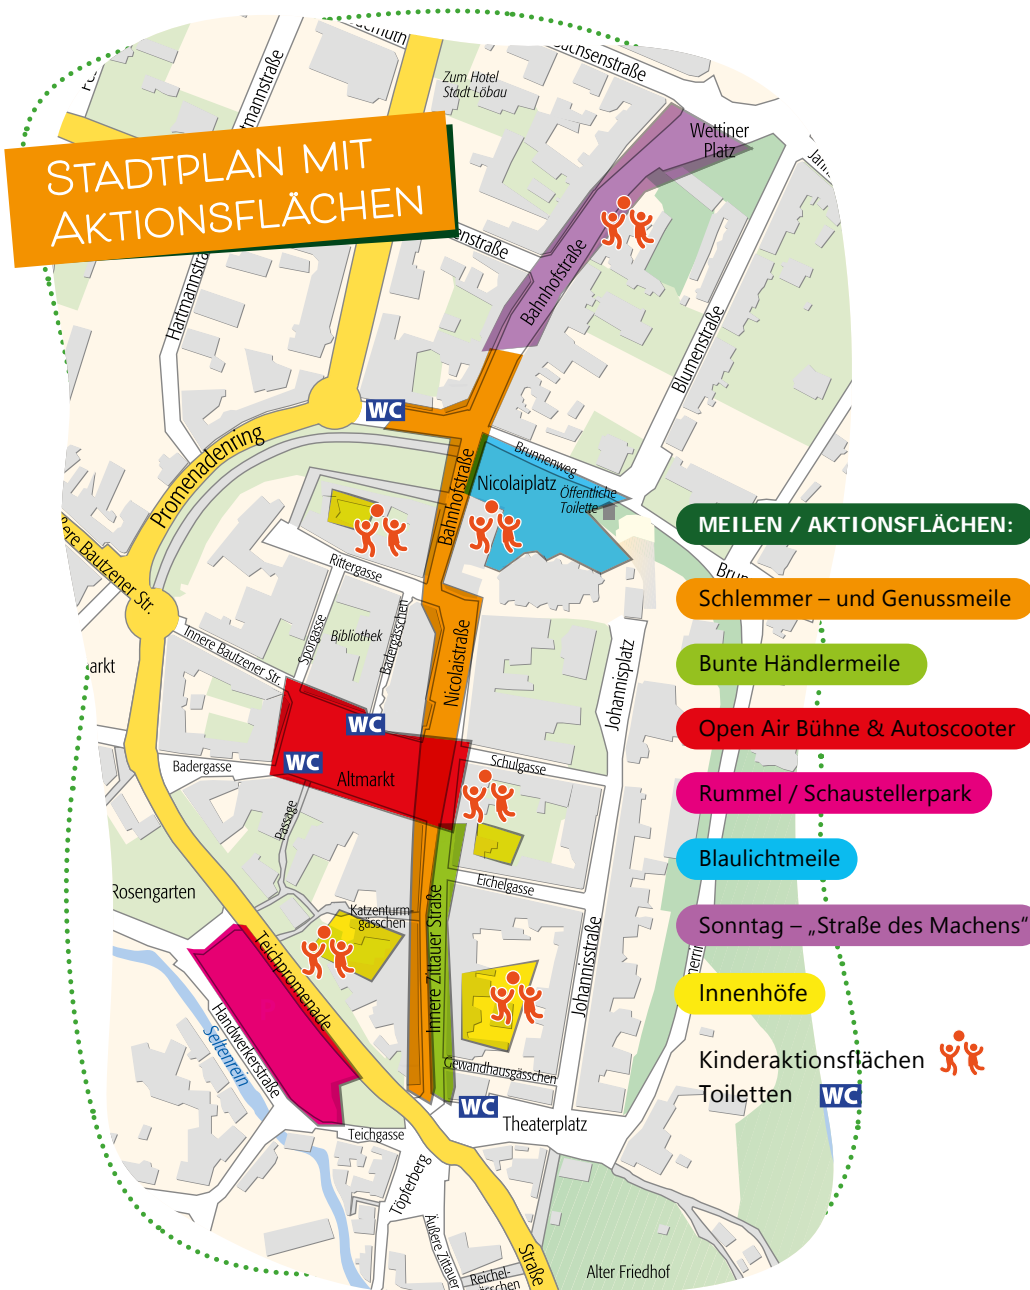 STADTPLAN MIT
AKTIONSFLÄCHEN
Zum Hotel
Stadt Löbau
Wettiner
Platz
Bahnhofstraße
Blumenstraße
WC
Promenadenring
Brunnenweg
Nicolaiplatz
Öffentliche
Toilette
Bahnhofstraße
Rittergasse
Bibliothek
Sporgasse
Badergässchen
Innere Bautzener Str.
Nicolaistraße
Johannisplatz
WC
WC
Badergasse
Altmarkt
Schulgasse
Passage
Eichelgasse
Rosengarten
Katzenturm-
gässchen
Teichpromenade
Innere Zittauer Straße
Johannisstraße
Handwerkerstraße
Seltenrein
Gewandhausgässchen
WC
Theaterplatz
Teichgasse
Töpferberg
Äußere Zittauer
Straße
Reichel-
Alter Friedhof
MEILEN / AKTIONSFLÄCHEN:
Schlemmer – und Genussmeile
Bunte Händlermeile
Open Air Bühne & Autoscooter
Rummel / Schaustellerpark
Blaulichtmeile
Sonntag – „Straße des Machens“
Innenhöfe
Kinderaktionsflächen
Toiletten WC